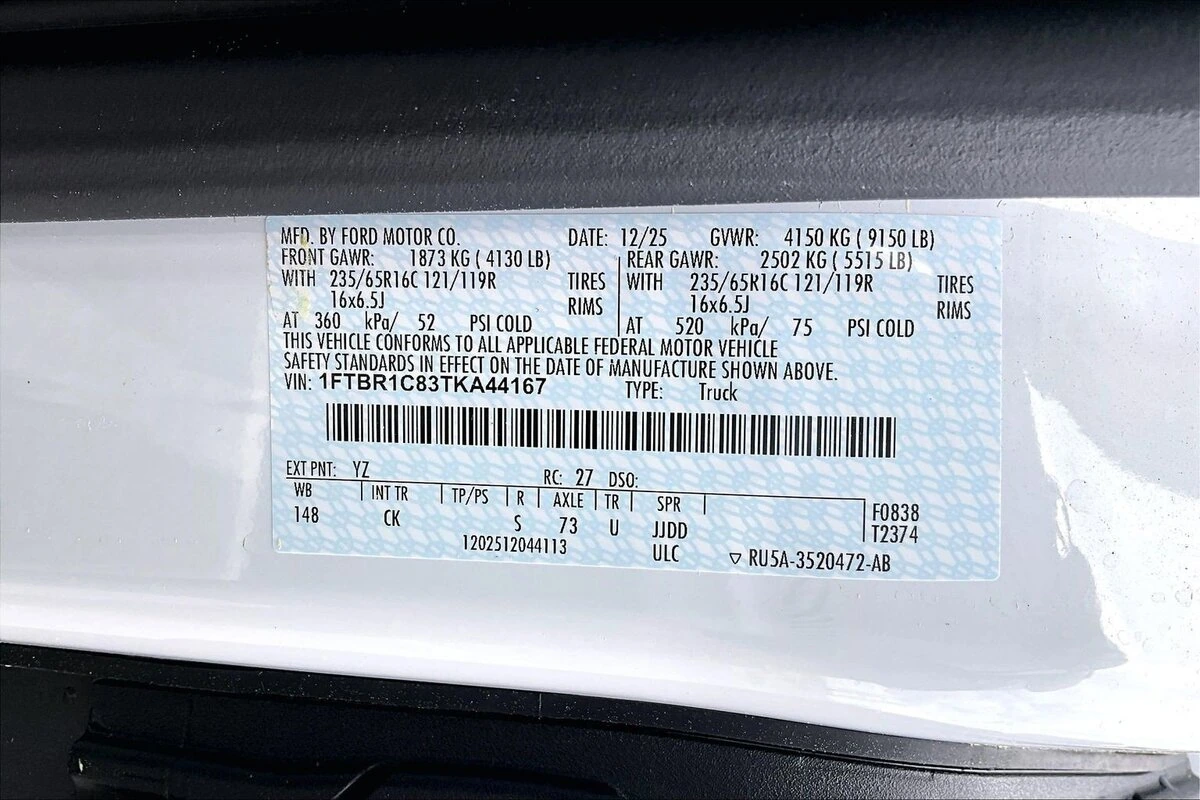 MFD. BY FORD MOTOR CO. DATE: 12/25 GVWR: 4150 KG ( 9150 LB)
FRONT GAWR: 1873 KG ( 4130 LB) REAR GAWR: 2502 KG ( 5515 LB)
WITH 235/65R16C 121/119R TIRES WITH 235/65R16C 121/119R TIRES
16x6.5J RIMS 16x6.5J RIMS
AT 360 kPa/ 52 PSI COLD AT 520 kPa/ 75 PSI COLD
THIS VEHICLE CONFORMS TO ALL APPLICABLE FEDERAL MOTOR VEHICLE
SAFETY STANDARDS IN EFFECT ON THE DATE OF MANUFACTURE SHOWN ABOVE.
VIN: 1FTBR1C83TKA44167 TYPE: Truck
EXT PNT: YZ RC: 27 DSO:
WB INT TR TP/PS R AXLE TR SPR F0838
148 CK S 73 U JJDD T2374
1202512044113 ULC ▽ RU5A-3520472-AB